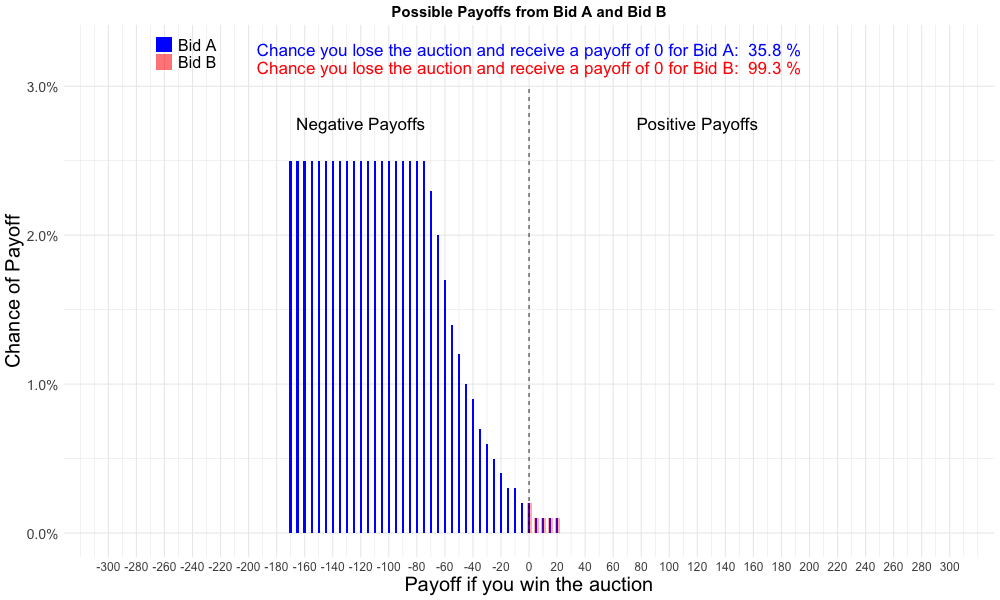 Possible Payoffs from Bid A and Bid B
Bid A
Bid B
Chance you lose the auction and receive a payoff of 0 for Bid A: 35.8 %
Chance you lose the auction and receive a payoff of 0 for Bid B: 99.3 %
Negative Payoffs
Positive Payoffs
Chance of Payoff
3.0%
2.0%
1.0%
0.0%
-300 -280 -260 -240 -220 -200 -180 -160 -140 -120 -100 -80 -60 -40 -20 0 20 40 60 80 100 120 140 160 180 200 220 240 260 280 300
Payoff if you win the auction